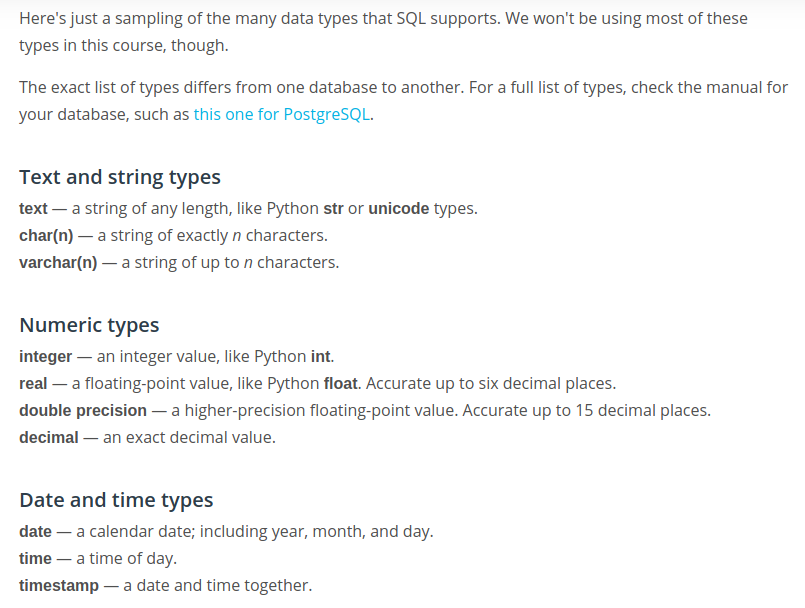 Here's just a sampling of the many data types that SQL supports. We won't be using most of these
types in this course, though.
The exact list of types differs from one database to another. For a full list of types, check the manual for
your database, such as this one for PostgreSQL.
Text and string types
text — a string of any length, like Python str or unicode types.
char(n) — a string of exactly n characters.
varchar(n) — a string of up to n characters.
Numeric types
integer — an integer value, like Python int.
real — a floating-point value, like Python float. Accurate up to six decimal places.
double precision — a higher-precision floating-point value. Accurate up to 15 decimal places.
decimal — an exact decimal value.
Date and time types
date — a calendar date; including year, month, and day.
time — a time of day.
timestamp — a date and time together.